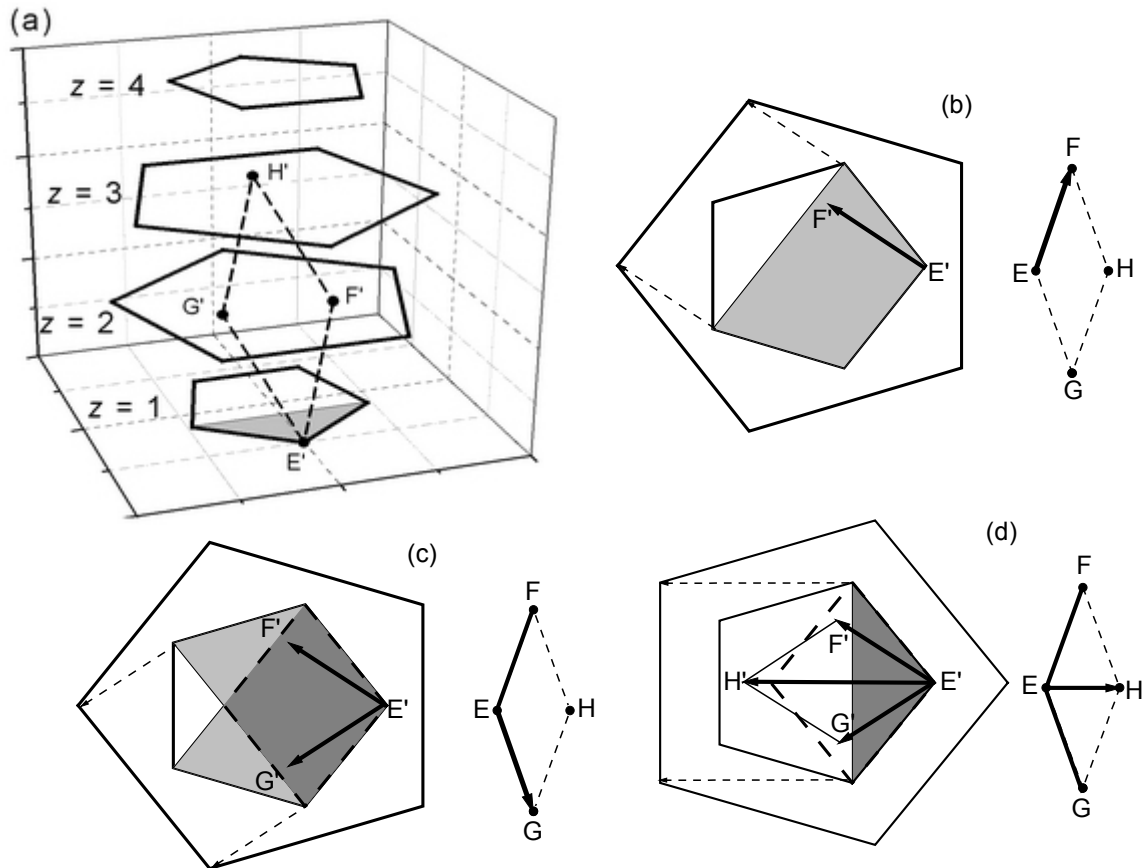 (a)
z = 4
z = 3
H'
G'
F'
z = 2
z = 1
E'
(b)
F'
E'
F
E
H
G
(c)
F'
E'
G'
F
E
H
G
(d)
F'
H'
E'
G'
F
E
H
G